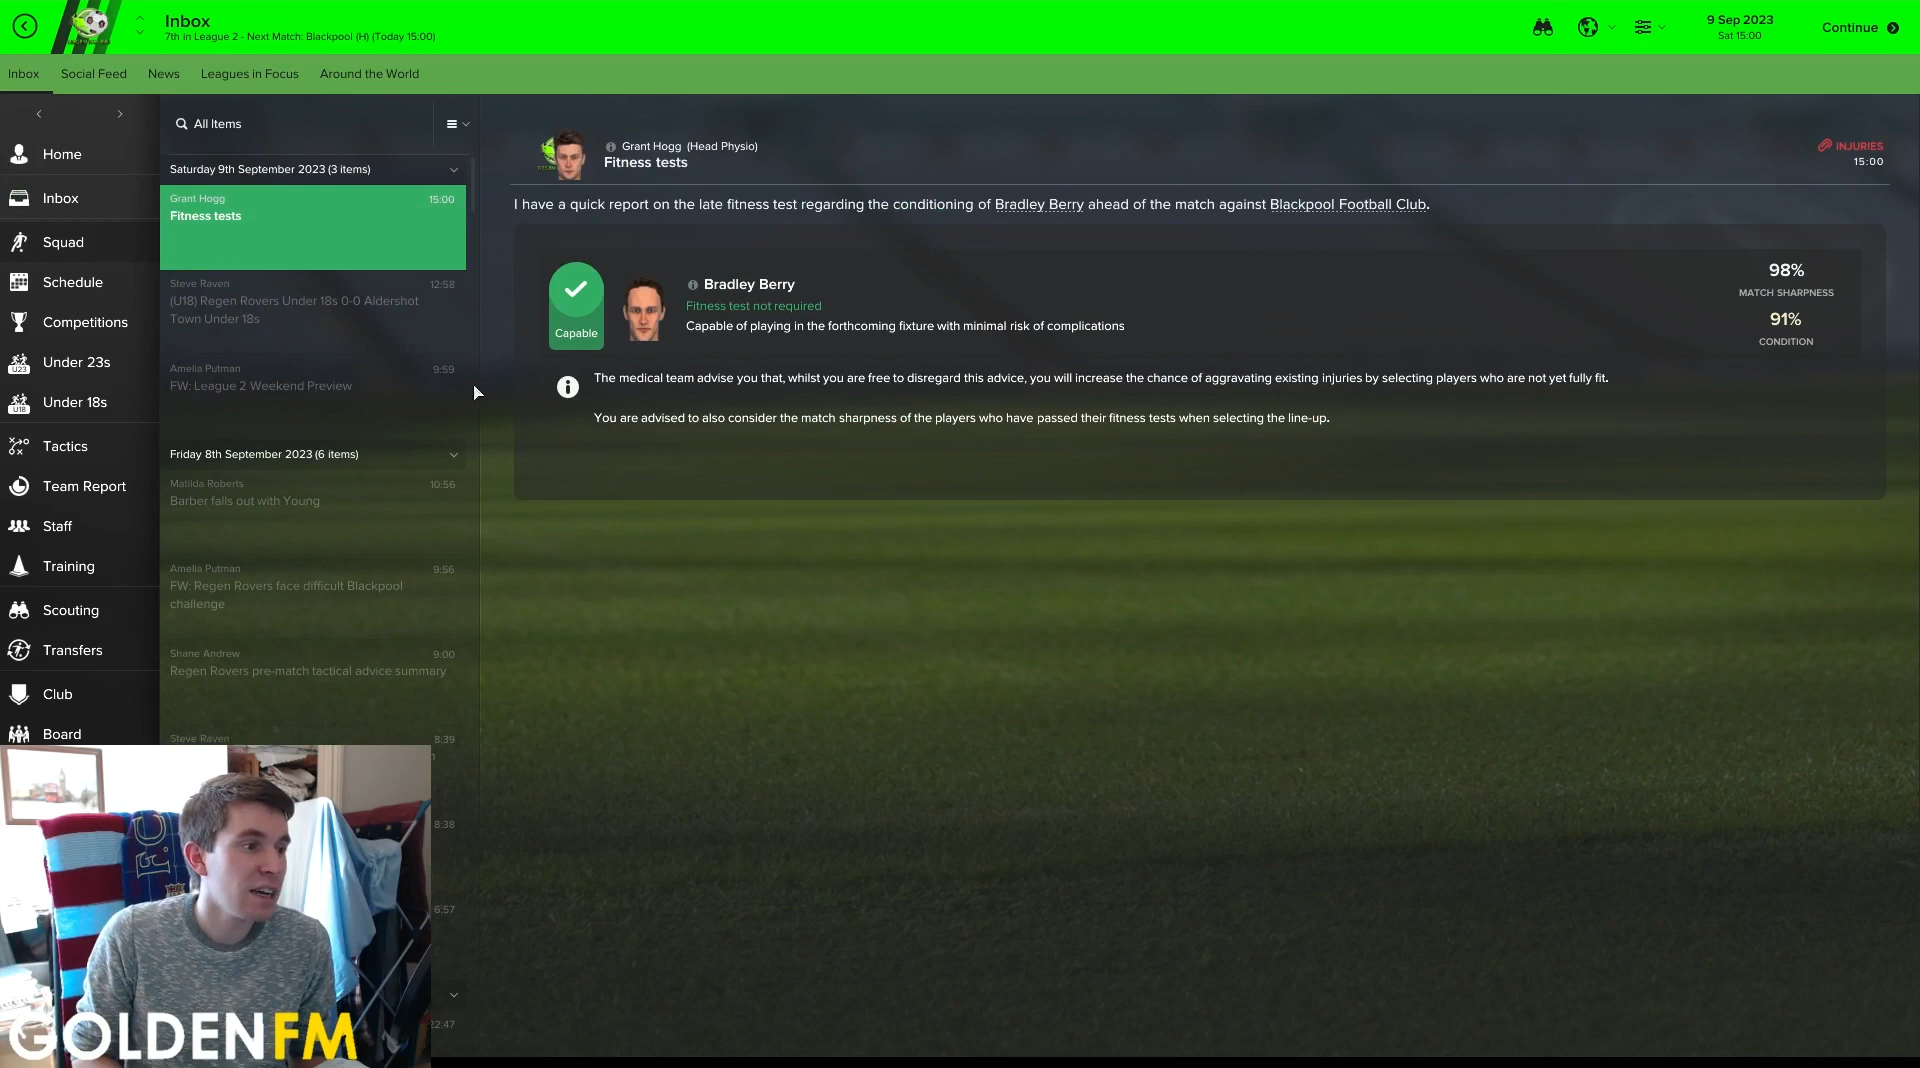 Inbox
7th in League 2 - Next Match: Blackpool (H) (Today 15:00)
9 Sep 2023
Sat 15:00
Continue
Inbox
Social Feed
News
Leagues in Focus
Around the World
Home
Inbox
Squad
Schedule
Competitions
U23
Under 23s
U18
Under 18s
Tactics
Team Report
Staff
Training
Scouting
Transfers
Club
Board
All Items
Saturday 9th September 2023 (3 items)
Grant Hogg 15:00
Fitness tests
Steve Raven 12:58
(U18) Regen Rovers Under 18s 0-0 Aldershot
Town Under 18s
Amelia Putman 9:59
FW: League 2 Weekend Preview
Friday 8th September 2023 (6 items)
Matilda Roberts 10:56
Barber falls out with Young
Amelia Putman 9:56
FW: Regen Rovers face difficult Blackpool
challenge
Shane Andrew 9:00
Regen Rovers pre-match tactical advice summary
Steve Raven 8:39
8:38
6:57
22:47
Grant Hogg (Head Physio)
Fitness tests
INJURIES
15:00
I have a quick report on the late fitness test regarding the conditioning of Bradley Berry ahead of the match against Blackpool Football Club.
Capable
Bradley Berry
Fitness test not required
Capable of playing in the forthcoming fixture with minimal risk of complications
98%
MATCH SHARPNESS
91%
CONDITION
The medical team advise you that, whilst you are free to disregard this advice, you will increase the chance of aggravating existing injuries by selecting players who are not yet fully fit.
You are advised to also consider the match sharpness of the players who have passed their fitness tests when selecting the line-up.
GOLDENFM